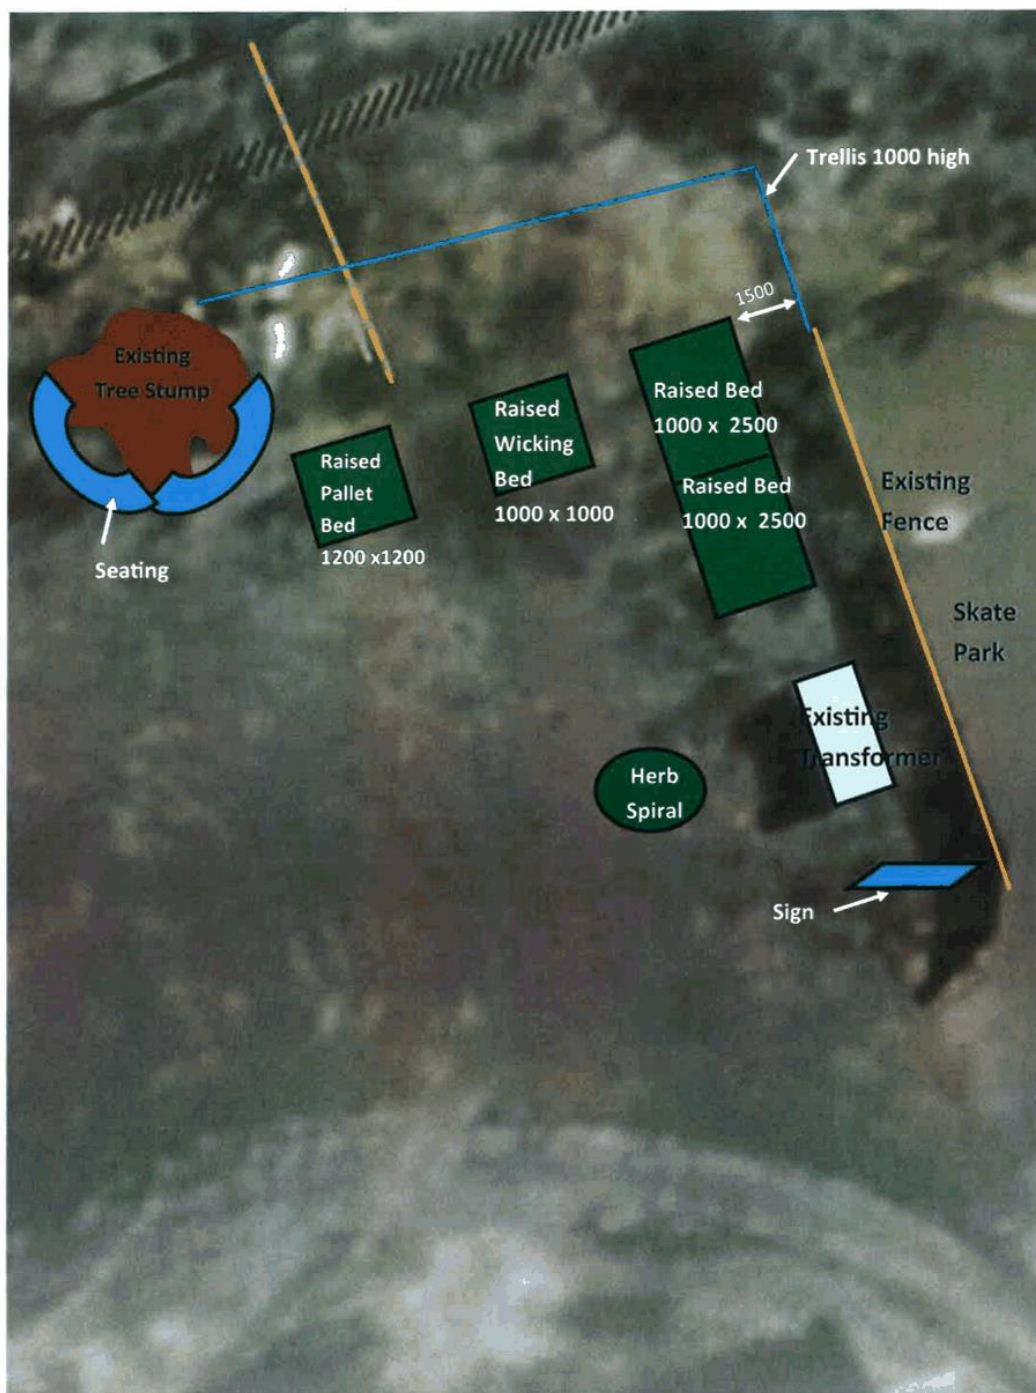 Trellis 1000 high
1500
Existing
Tree Stump
Raised Bed
1000 x 2500
Raised
Wicking
Bed
1000 x 1000
Raised
Pallet
Bed
1200 x1200
Raised Bed
1000 x 2500
Existing
Fence
Seating
Skate
Park
Existing
Transformer
Herb
Spiral
Sign